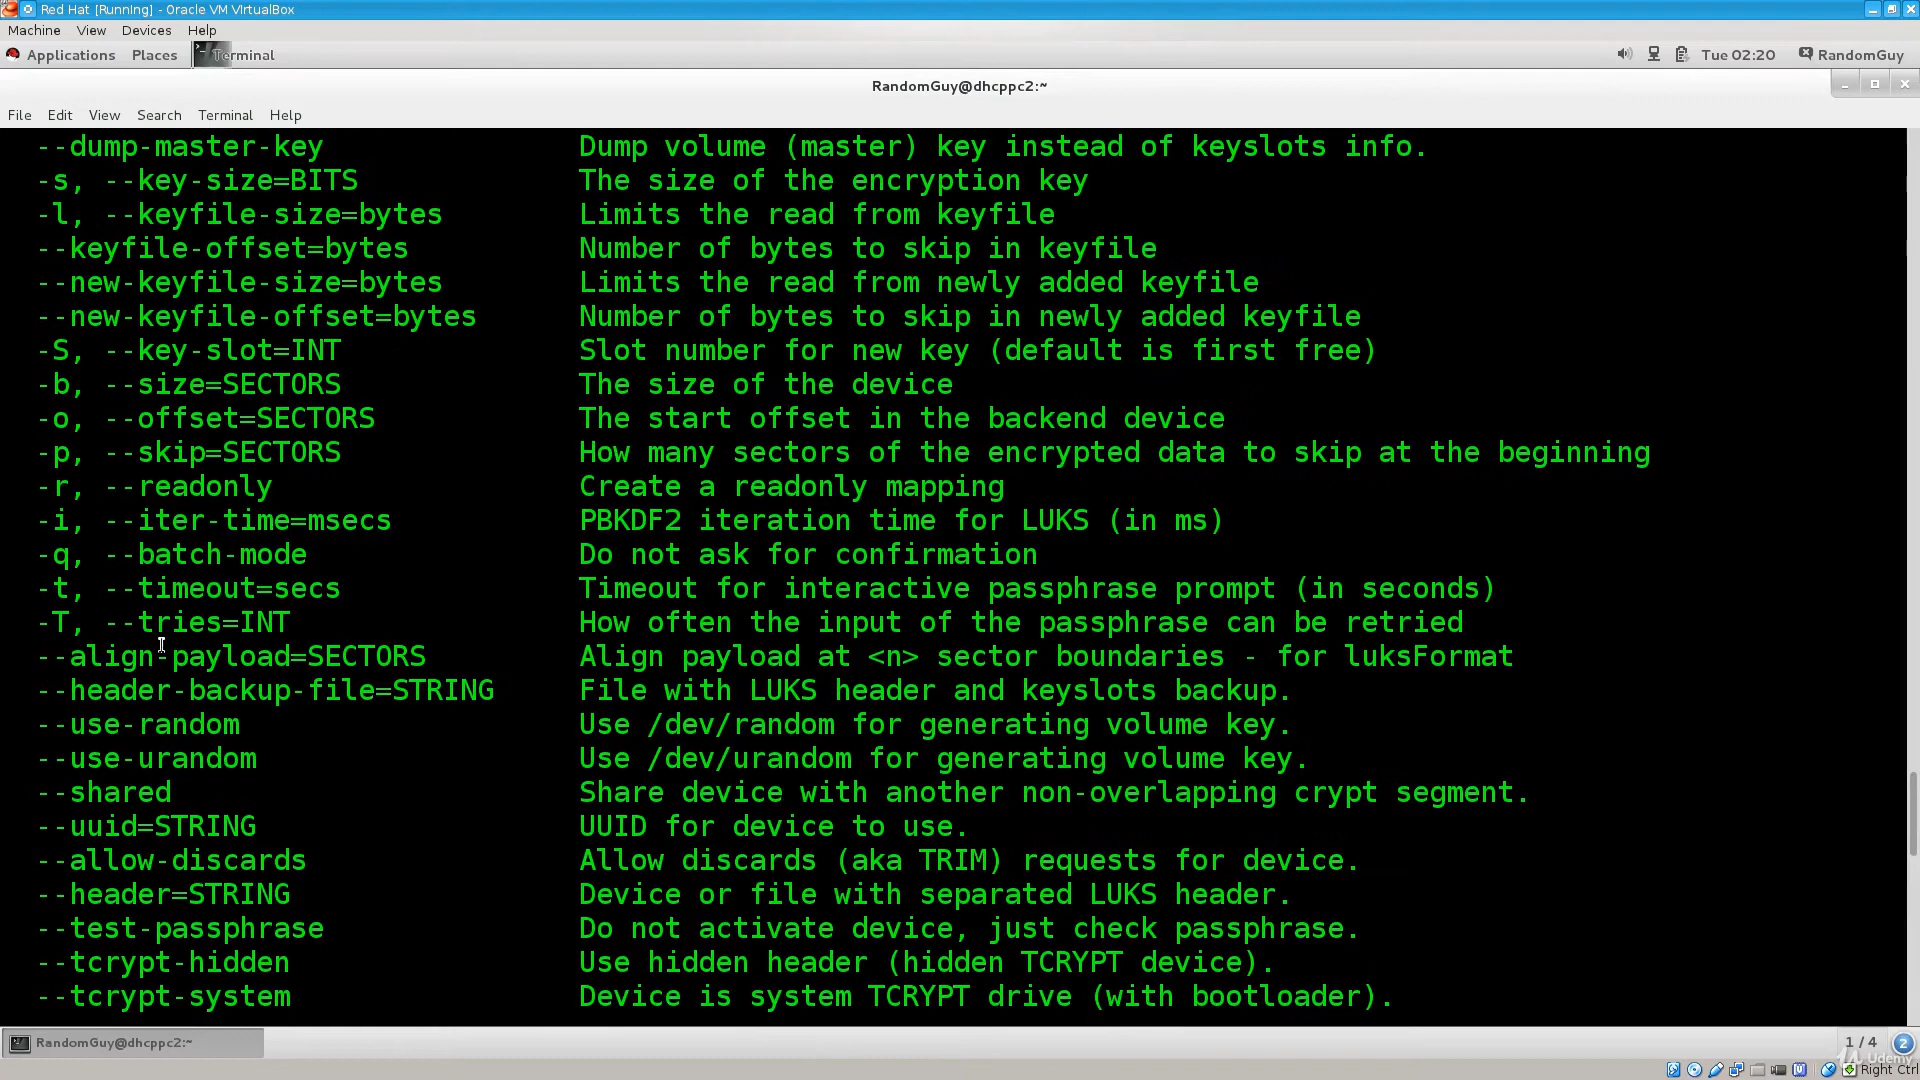 Red Hat [Running] - Oracle VM VirtualBox
Machine View Devices Help
Applications Places Terminal Tue 02:20 RandomGuy
RandomGuy@dhcppc2:~
File Edit View Search Terminal Help
--dump-master-key Dump volume (master) key instead of keyslots info.
-s, --key-size=BITS The size of the encryption key
-l, --keyfile-size=bytes Limits the read from keyfile
--keyfile-offset=bytes Number of bytes to skip in keyfile
--new-keyfile-size=bytes Limits the read from newly added keyfile
--new-keyfile-offset=bytes Number of bytes to skip in newly added keyfile
-S, --key-slot=INT Slot number for new key (default is first free)
-b, --size=SECTORS The size of the device
-o, --offset=SECTORS The start offset in the backend device
-p, --skip=SECTORS How many sectors of the encrypted data to skip at the beginning
-r, --readonly Create a readonly mapping
-i, --iter-time=msecs PBKDF2 iteration time for LUKS (in ms)
-q, --batch-mode Do not ask for confirmation
-t, --timeout=secs Timeout for interactive passphrase prompt (in seconds)
-T, --tries=INT How often the input of the passphrase can be retried
--align-payload=SECTORS Align payload at <n> sector boundaries - for luksFormat
--header-backup-file=STRING File with LUKS header and keyslots backup.
--use-random Use /dev/random for generating volume key.
--use-urandom Use /dev/urandom for generating volume key.
--shared Share device with another non-overlapping crypt segment.
--uuid=STRING UUID for device to use.
--allow-discards Allow discards (aka TRIM) requests for device.
--header=STRING Device or file with separated LUKS header.
--test-passphrase Do not activate device, just check passphrase.
--tcrypt-hidden Use hidden header (hidden TCRYPT device).
--tcrypt-system Device is system TCRYPT drive (with bootloader).
RandomGuy@dhcppc2:~ 1 / 4 2
Udemy
Right Ctrl